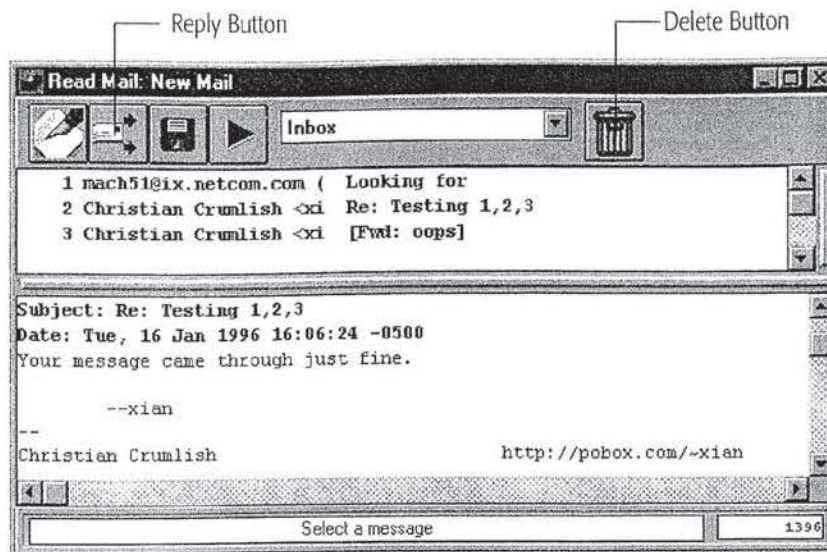 Reply Button
Delete Button
Read Mail: New Mail
Inbox
1 mach51@ix.netcom.com ( Looking for
2 Christian Crumlish <xi Re: Testing 1,2,3
3 Christian Crumlish <xi [Fwd: oops]
Subject: Re: Testing 1,2,3
Date: Tue, 16 Jan 1996 16:06:24 -0500
Your message came through just fine.
--xian
--
Christian Crumlish http://pobox.com/~xian
Select a message
1396